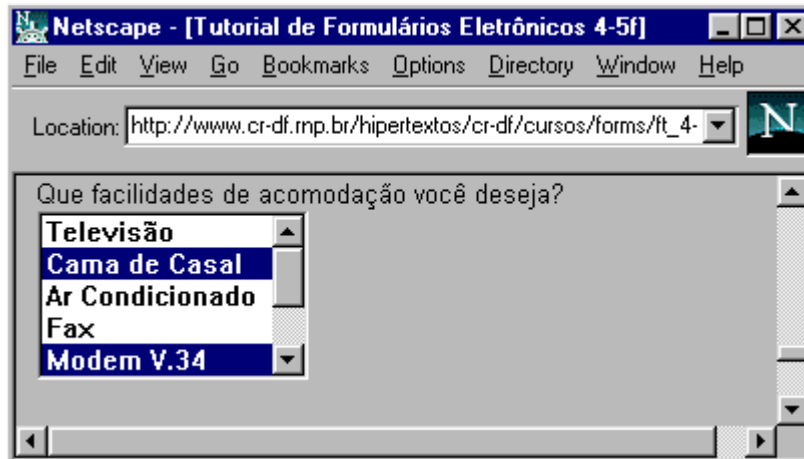 Netscape - [Tutorial de Formulários Eletrônicos 4-5f]
File Edit View Go Bookmarks Options Directory Window Help
Location: http://www.cr-df.rnp.br/hipertextos/cr-df/cursos/forms/ft_4-
N
Que facilidades de acomodação você deseja?
Televisão
Cama de Casal
Ar Condicionado
Fax
Modem V.34